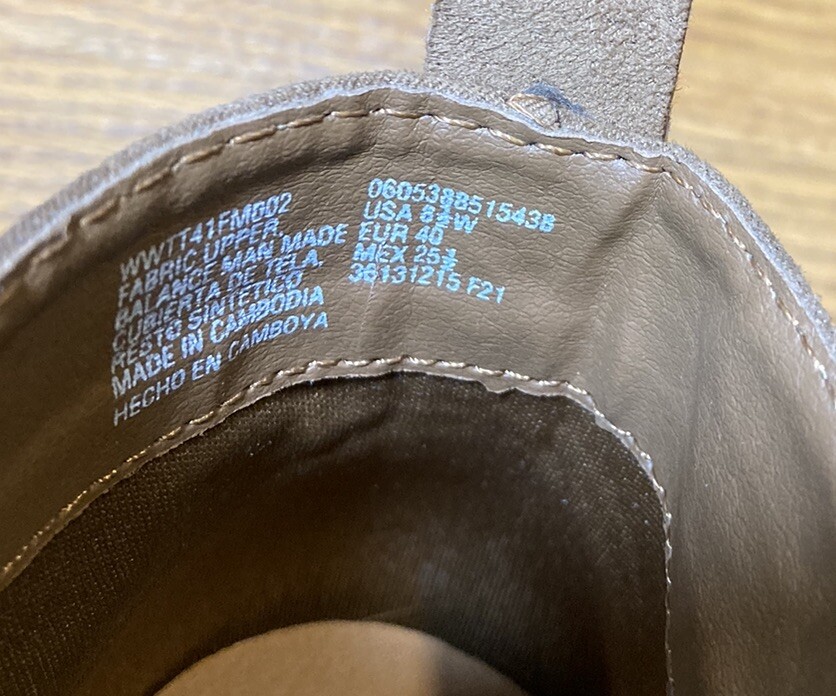 WWTT41FM002
FABRIC UPPER,
BALANCE MAN MADE
CUBIERTA DE TELA,
RESTO SINTETICO
MADE IN CAMBODIA
HECHO EN CAMBOYA
USA 8½W
EUR 40
MEX 25½
36131215 F21